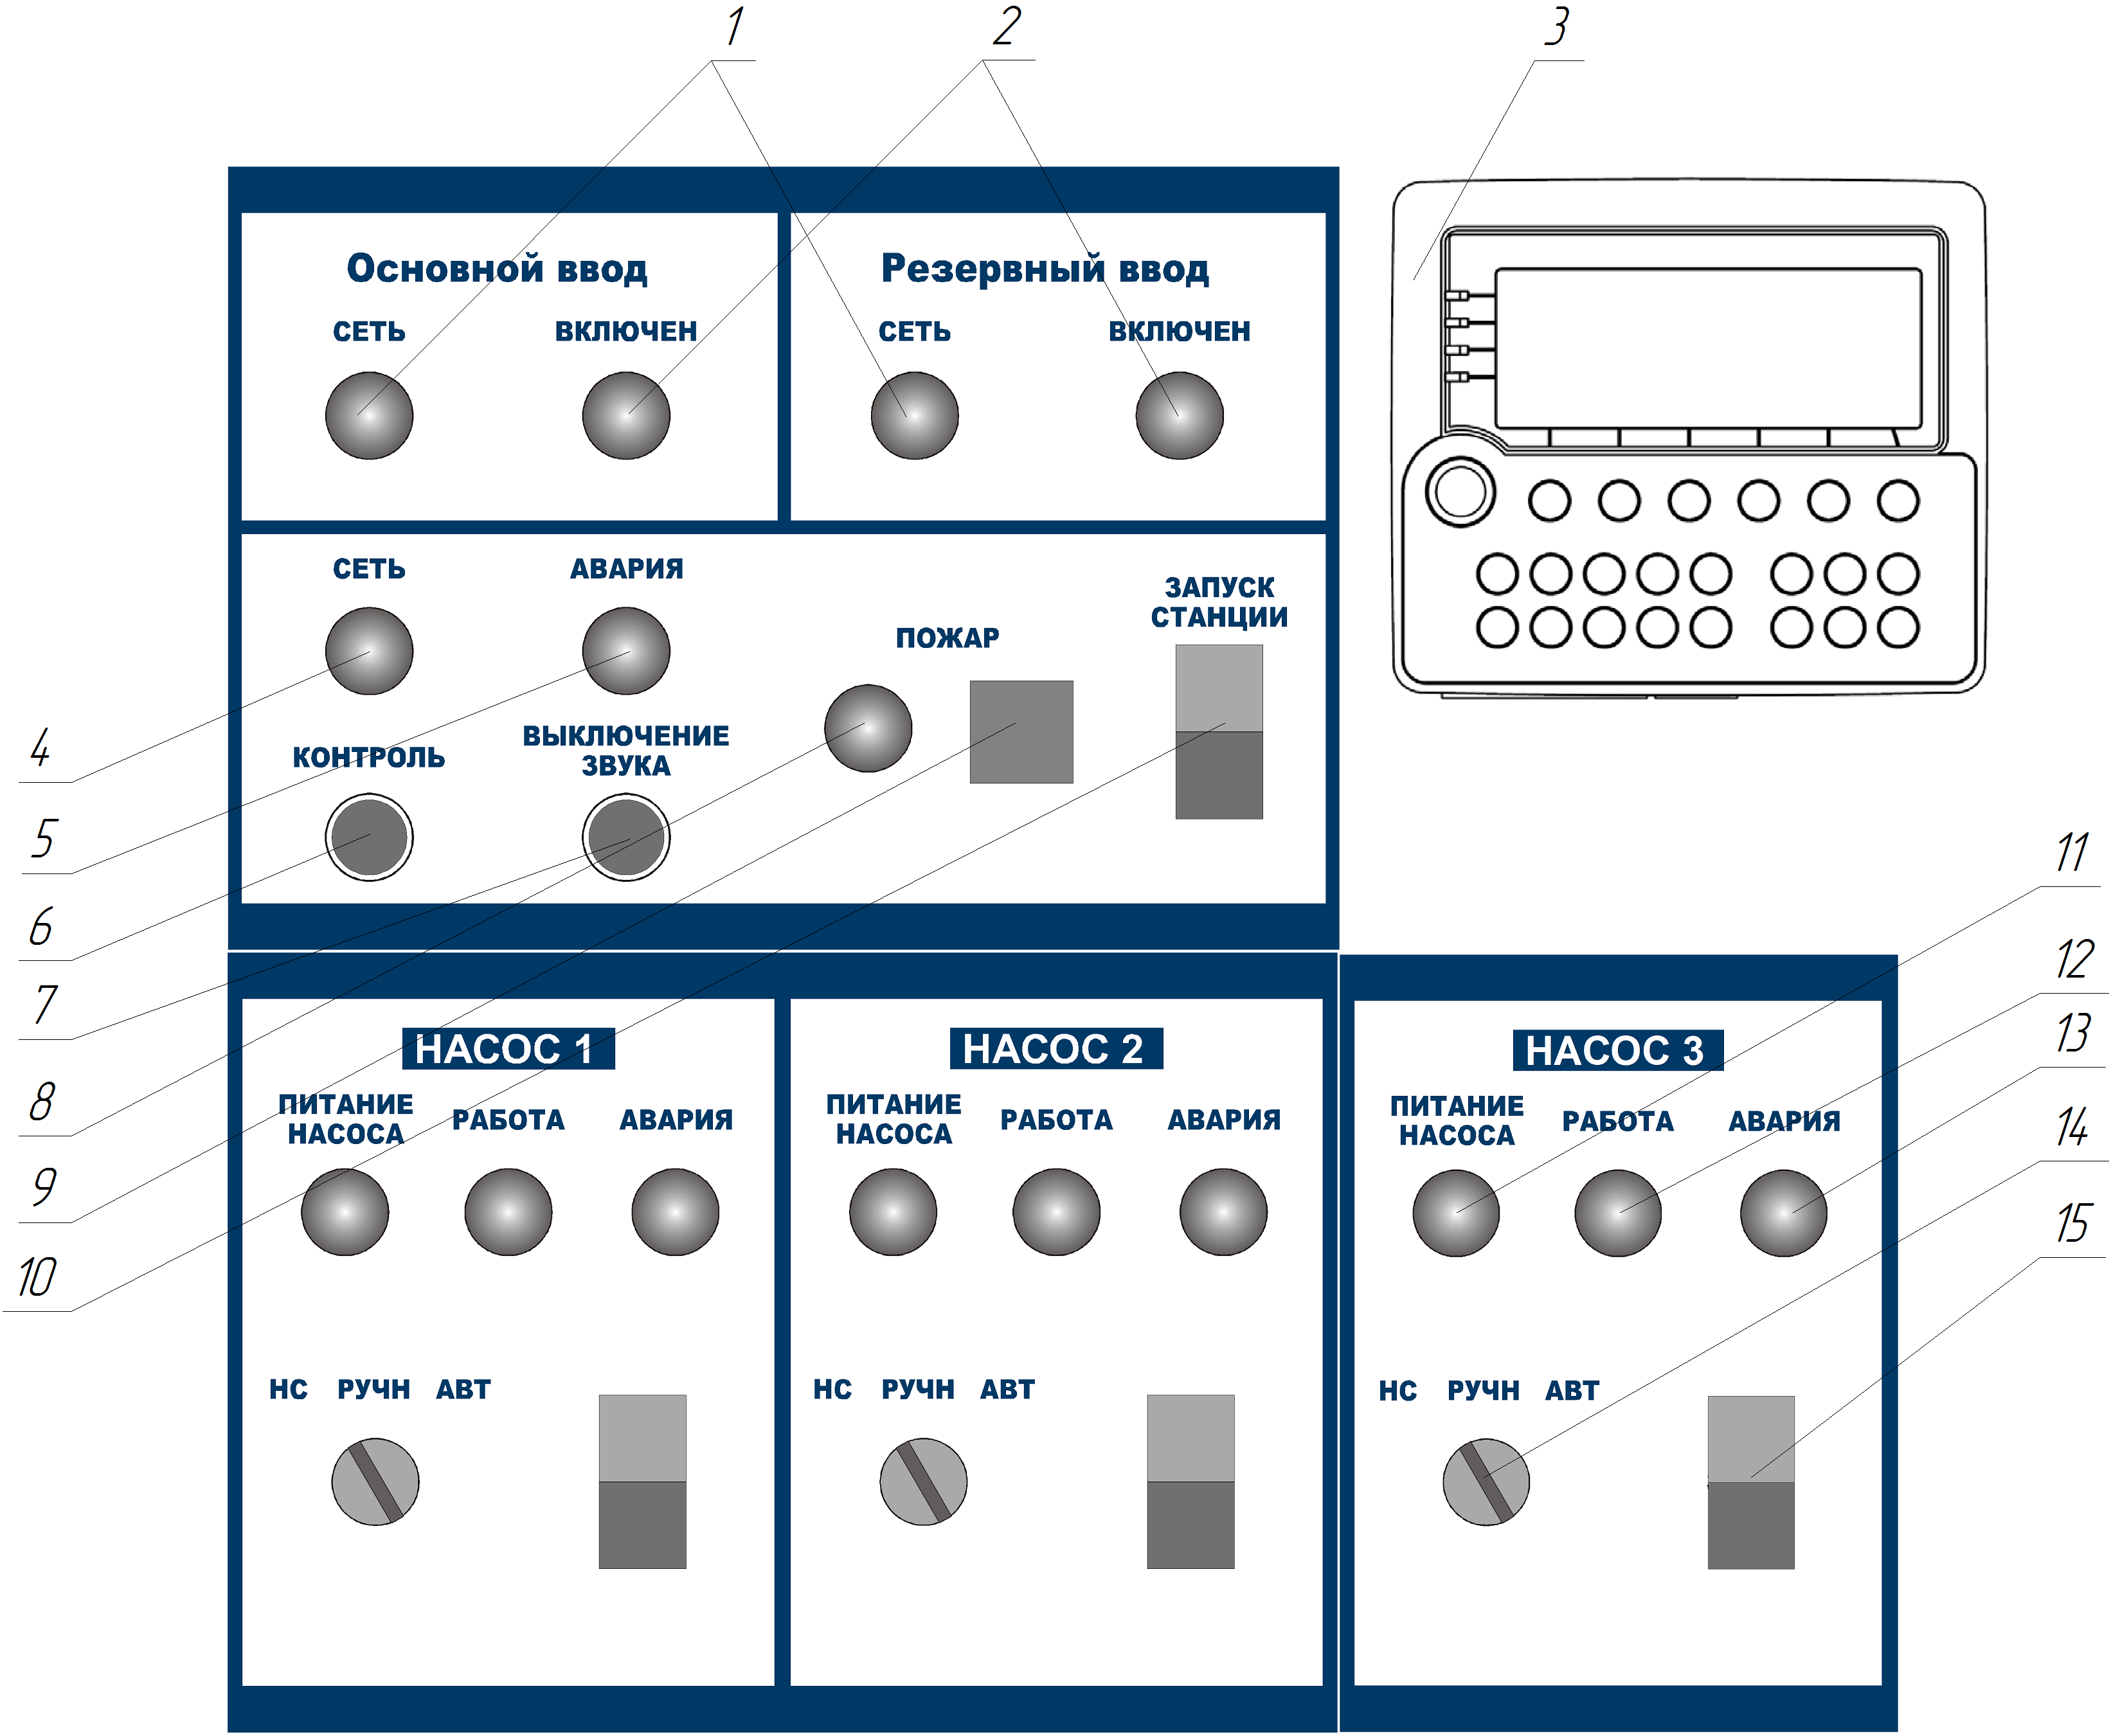 1 2 3
Основной ввод Резервный ввод
СЕТЬ ВКЛЮЧЕН СЕТЬ ВКЛЮЧЕН
СЕТЬ АВАРИЯ
ЗАПУСК
СТАНЦИИ
ПОЖАР
4
КОНТРОЛЬ
ВЫКЛЮЧЕНИЕ
ЗВУКА
5
6
7
8
9
10
11
12
13
14
15
НАСОС 1
ПИТАНИЕ
НАСОСА
РАБОТА
АВАРИЯ
НС РУЧН АВТ
НАСОС 2
ПИТАНИЕ
НАСОСА
РАБОТА
АВАРИЯ
НС РУЧН АВТ
НАСОС 3
ПИТАНИЕ
НАСОСА
РАБОТА
АВАРИЯ
НС РУЧН АВТ